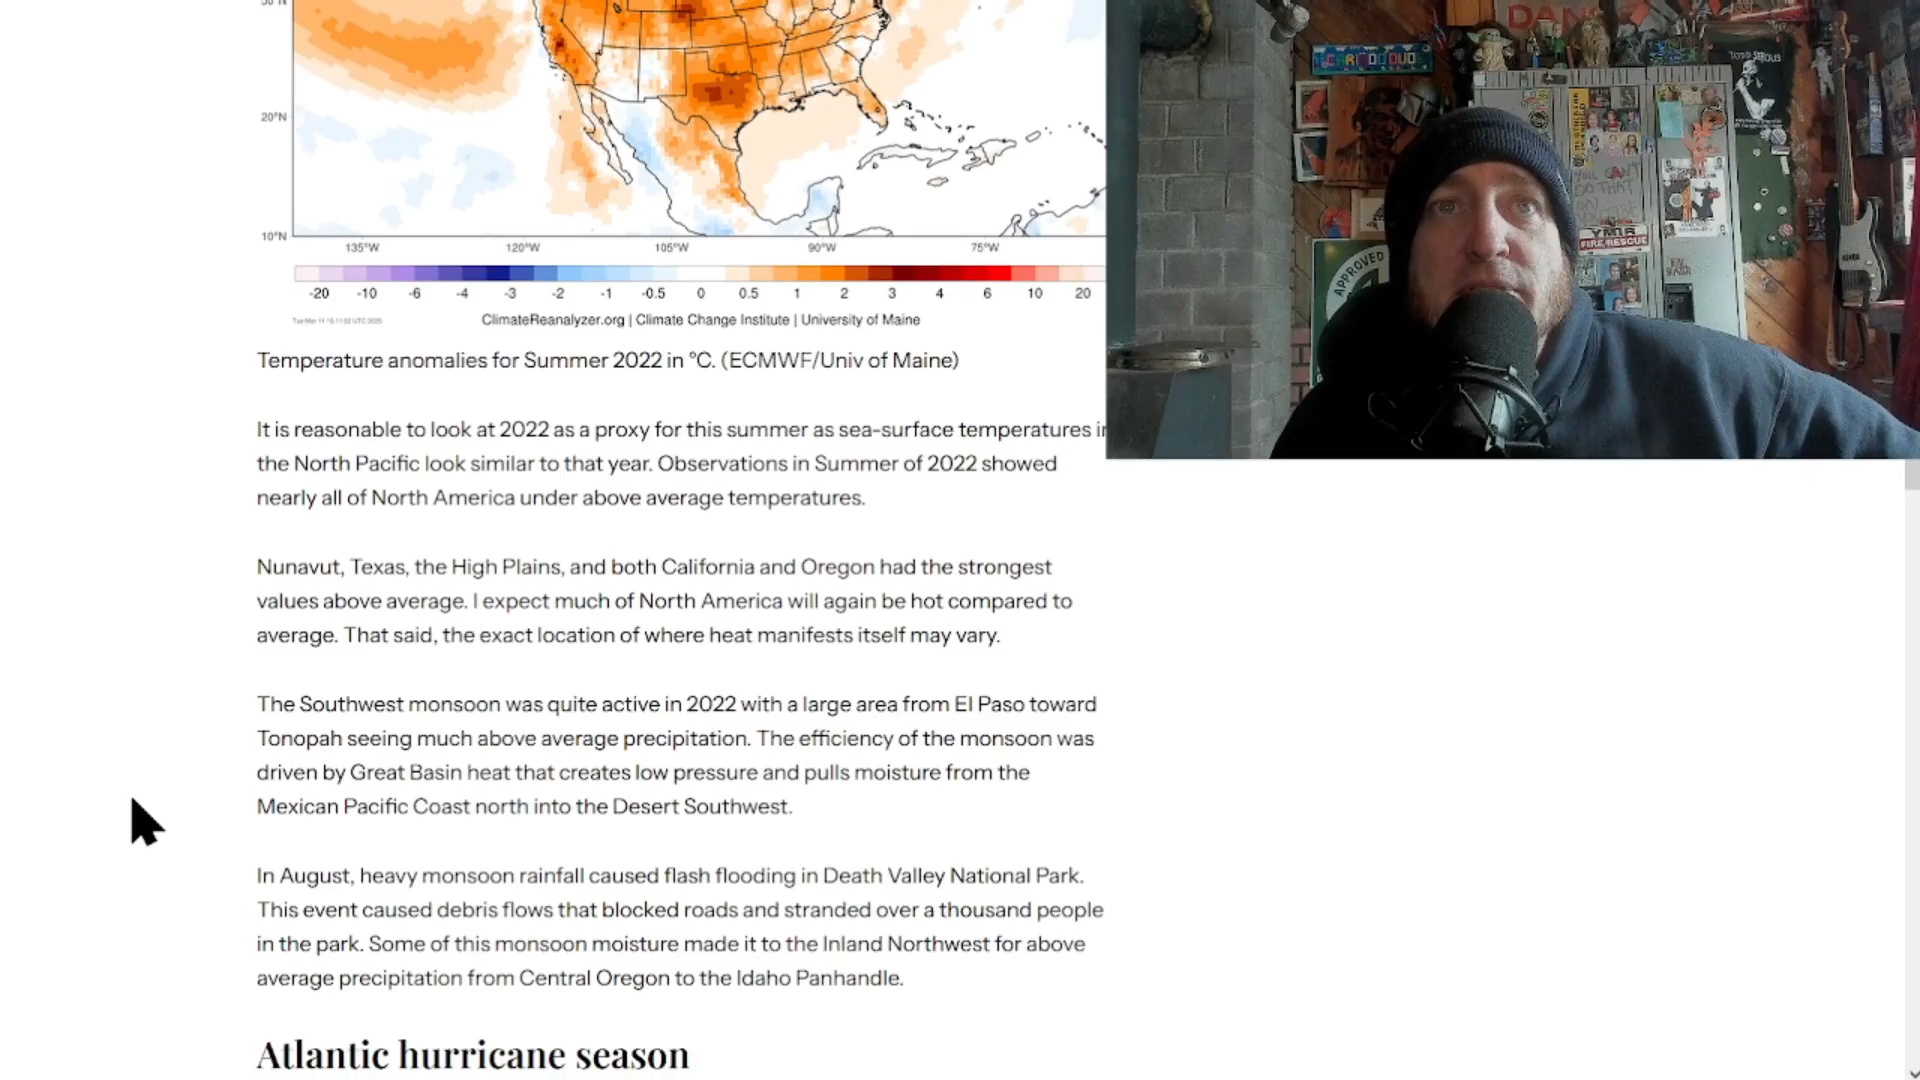 20°N
10°N
135°W 120°W 105°W 90°W 75°W
-20 -10 -6 -4 -3 -2 -1 -0.5 0 0.5 1 2 3 4 6 10 20
ClimateReanalyzer.org | Climate Change Institute | University of Maine
Temperature anomalies for Summer 2022 in °C. (ECMWF/Univ of Maine)
It is reasonable to look at 2022 as a proxy for this summer as sea-surface temperatures in
the North Pacific look similar to that year. Observations in Summer of 2022 showed
nearly all of North America under above average temperatures.
Nunavut, Texas, the High Plains, and both California and Oregon had the strongest
values above average. I expect much of North America will again be hot compared to
average. That said, the exact location of where heat manifests itself may vary.
The Southwest monsoon was quite active in 2022 with a large area from El Paso toward
Tonopah seeing much above average precipitation. The efficiency of the monsoon was
driven by Great Basin heat that creates low pressure and pulls moisture from the
Mexican Pacific Coast north into the Desert Southwest.
In August, heavy monsoon rainfall caused flash flooding in Death Valley National Park.
This event caused debris flows that blocked roads and stranded over a thousand people
in the park. Some of this monsoon moisture made it to the Inland Northwest for above
average precipitation from Central Oregon to the Idaho Panhandle.
Atlantic hurricane season
DAN
YOU CAN'T
DO THAT
ON
YMIR
FIRE/RESCUE
APPROVED